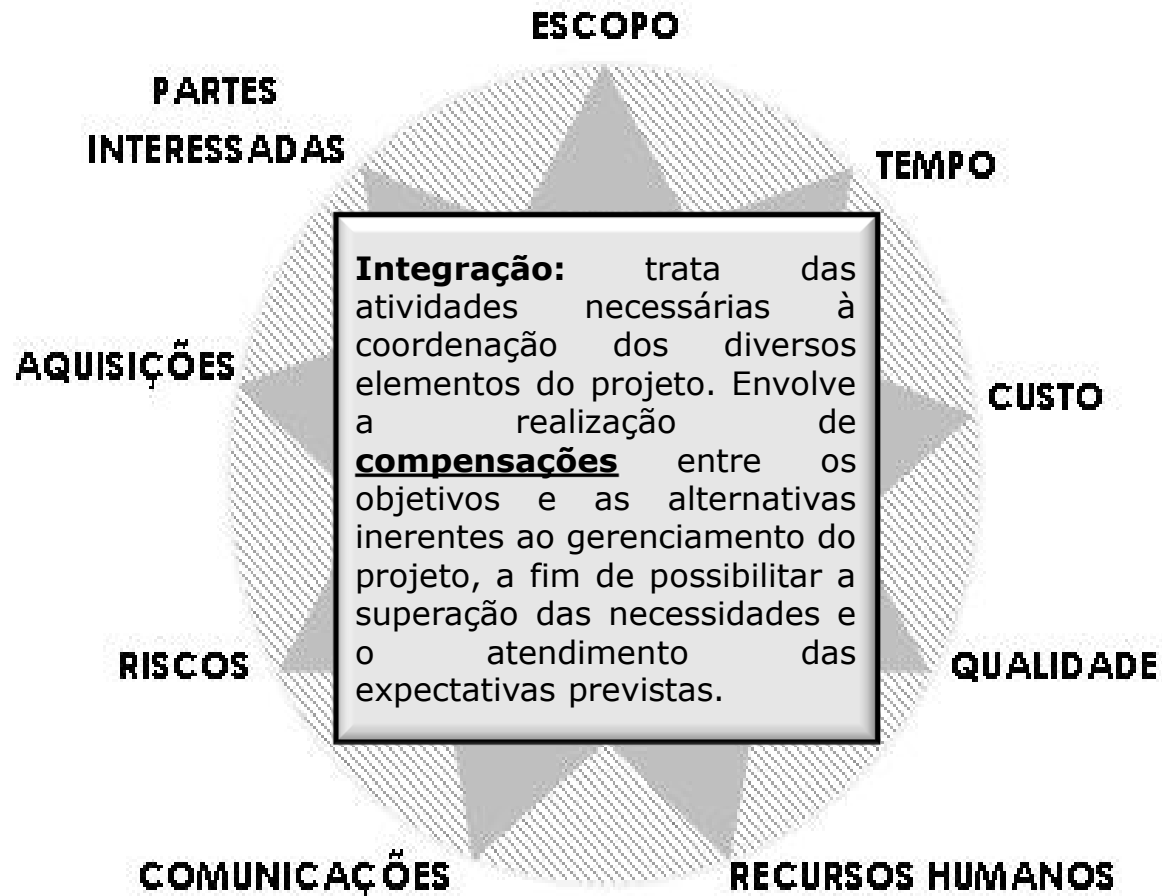 ESCOPO
PARTES
INTERESSADAS
TEMPO
Integração: trata das
atividades necessárias à
coordenação dos diversos
elementos do projeto. Envolve
a realização de
compensações entre os
objetivos e as alternativas
inerentes ao gerenciamento do
projeto, a fim de possibilitar a
superação das necessidades e
o atendimento das
expectativas previstas.
AQUISIÇÕES
CUSTO
RISCOS
QUALIDADE
COMUNICAÇÕES
RECURSOS HUMANOS